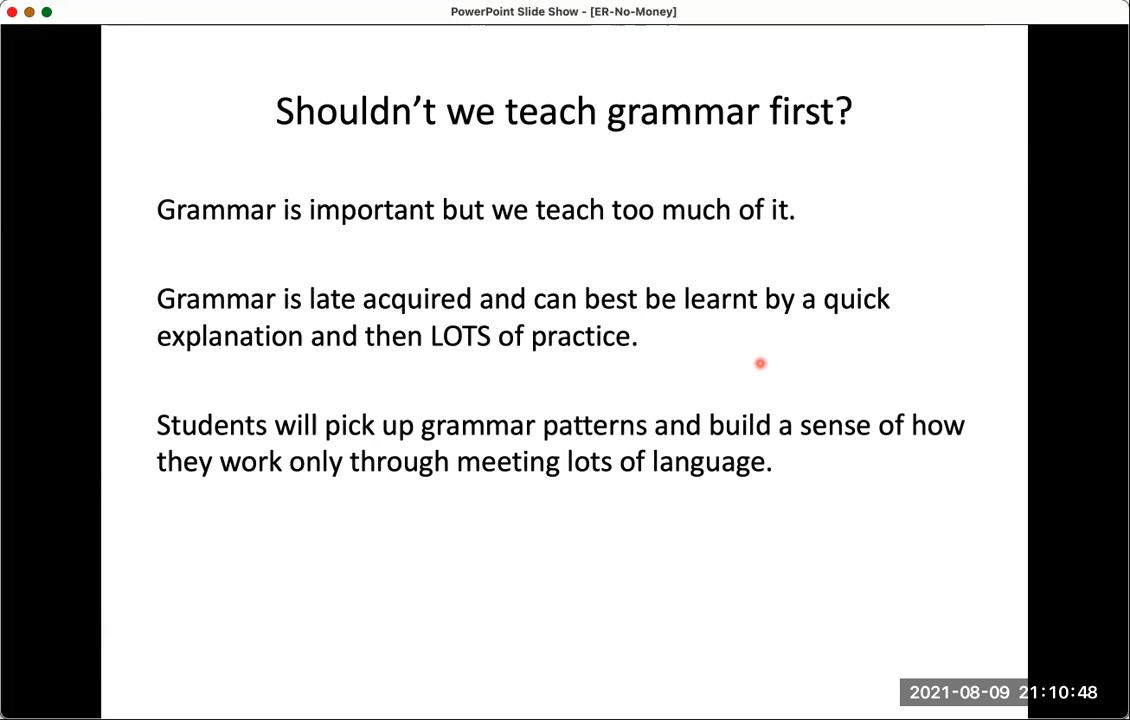 PowerPoint Slide Show - [ER-No-Money]
Shouldn’t we teach grammar first?
Grammar is important but we teach too much of it.
Grammar is late acquired and can best be learnt by a quick
explanation and then LOTS of practice.
Students will pick up grammar patterns and build a sense of how
they work only through meeting lots of language.
2021-08-09 21:10:48